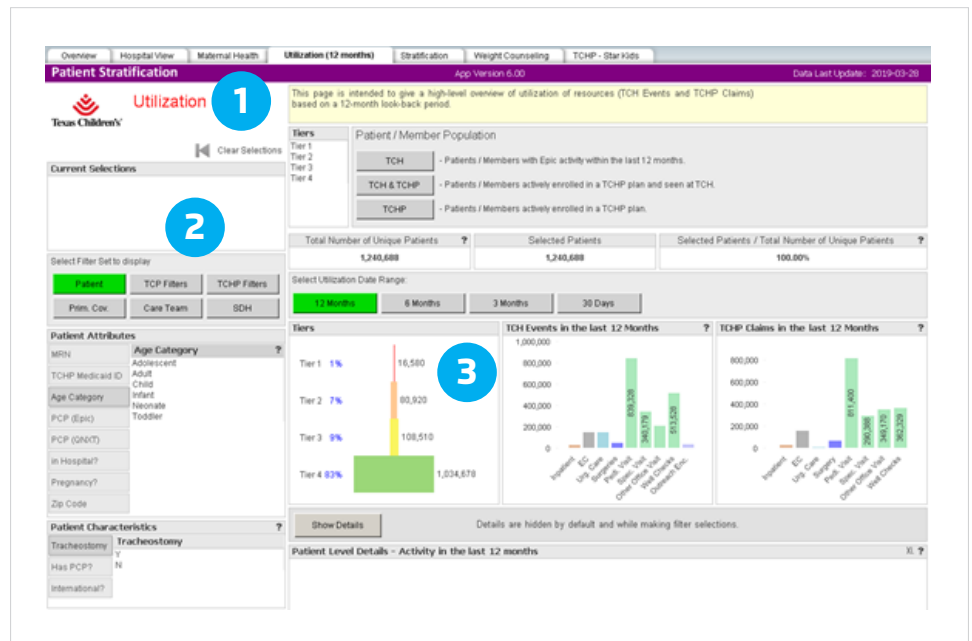 Overview Hospital View Maternal Health Utilization (12 months) Stratification Weight Counseling TCHP - Star Kids
Patient Stratification App Version 6.00 Data Last Update: 2019-03-28
Texas Children's'
Utilization
1
This page is intended to give a high-level overview of utilization of resources (TCH Events and TCHP Claims)
based on a 12-month look-back period.
Clear Selections
Current Selections
2
Select Filter Set to display
Patient TCP Filters TCHP Filters
Prim. Cov. Care Team SDH
Patient Attributes
MRN
TCHP Medicaid ID
Age Category
PCP (Epic)
PCP (QNXT)
in Hospital?
Pregnancy?
Zip Code
Age Category ?
Adolescent
Adult
Child
Infant
Neonate
Toddler
Patient Characteristics ?
Tracheostomy
Has PCP?
International?
Tracheostomy
Y
N
Tiers
Tier 1
Tier 2
Tier 3
Tier 4
Patient / Member Population
TCH - Patients / Members with Epic activity within the last 12 months.
TCH & TCHP - Patients / Members actively enrolled in a TCHP plan and seen at TCH.
TCHP - Patients / Members actively enrolled in a TCHP plan.
Total Number of Unique Patients ? Selected Patients Selected Patients / Total Number of Unique Patients ?
1,240,688 1,240,688 100.00%
Select Utilization Date Range:
12 Months 6 Months 3 Months 30 Days
Tiers
Tier 1 1% 16,580
Tier 2 7% 80,920
Tier 3 9% 108,510
Tier 4 83% 1,034,678
3
TCH Events in the last 12 Months ?
1,000,000
800,000
600,000
400,000
200,000
0
839,328
340,179
513,528
Inpatient
EC
Urg. Care
Surgeries
Pedi. Visit
Spec. Visit
Other Office Visit
Well Checks
Outreach Enc.
TCHP Claims in the last 12 Months ?
800,000
600,000
400,000
200,000
0
811,400
290,366
349,170
362,329
Inpatient
EC
Urg. Care
Surgery
Pedi. Visit
Spec. Visit
Other Office Visit
Well Checks
Show Details Details are hidden by default and while making filter selections.
Patient Level Details - Activity in the last 12 months XL ?